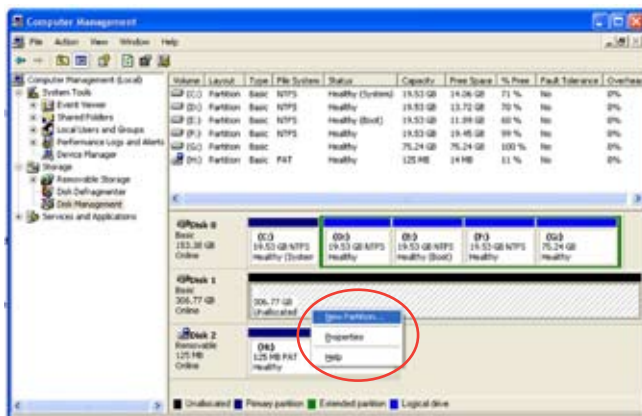 Computer Management
File Action View Window Help
Computer Management (Local)
System Tools
Event Viewer
Shared Folders
Local Users and Groups
Performance Logs and Alerts
Device Manager
Storage
Removable Storage
Disk Defragmenter
Disk Management
Services and Applications
Volume Layout Type File System Status Capacity Free Space % Free Fault Tolerance Overhead
(C:) Partition Basic NTFS Healthy (System) 19.53 GB 14.06 GB 71 % No 0%
(D:) Partition Basic NTFS Healthy 19.53 GB 13.72 GB 70 % No 0%
(E:) Partition Basic NTFS Healthy (Boot) 19.53 GB 11.89 GB 60 % No 0%
(F:) Partition Basic NTFS Healthy 19.53 GB 19.45 GB 99 % No 0%
(G:) Partition Basic Healthy 75.24 GB 75.24 GB 100 % No 0%
(H:) Partition Basic FAT Healthy 125 MB 14 MB 11 % No 0%
Disk 0
Basic
153.38 GB
Online
(C:)
19.53 GB NTFS
Healthy (System
(D:)
19.53 GB NTFS
Healthy
(E:)
19.53 GB NTFS
Healthy (Boot)
(F:)
19.53 GB NTFS
Healthy
(G:)
75.24 GB
Healthy
Disk 1
Basic
306.77 GB
Online
306.77 GB
Unallocated
New Partition...
Properties
Help
Disk 2
Removable
125 MB
Online
(H:)
125 MB FAT
Healthy
Unallocated Primary partition Extended partition Logical drive